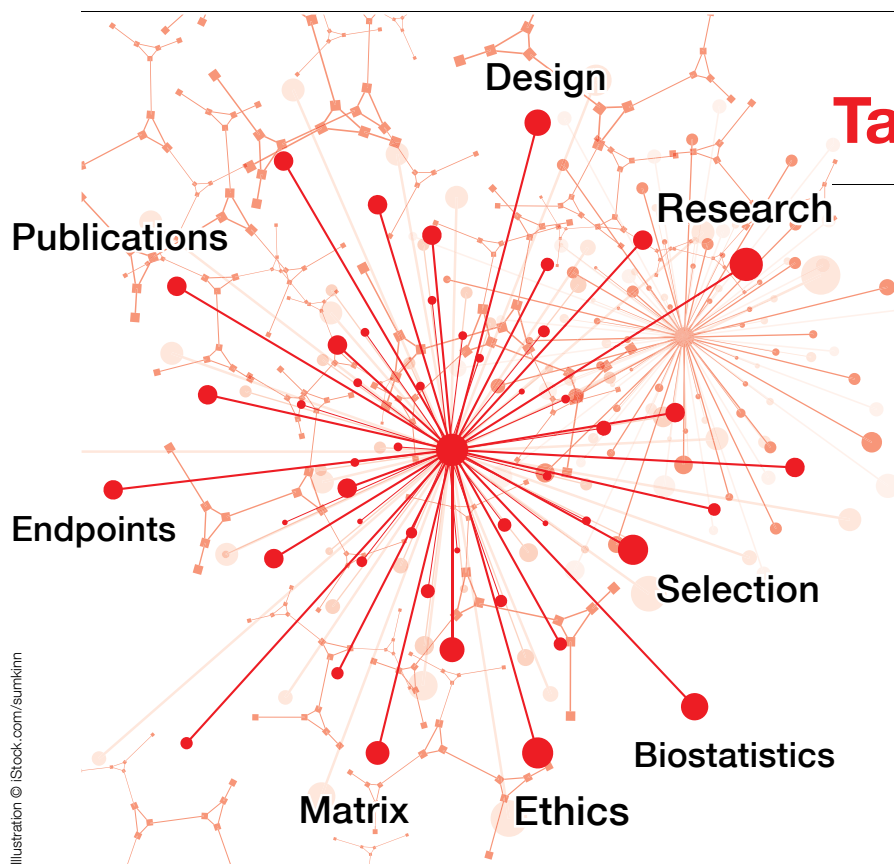 Design
Ta
Research
Publications
Endpoints
Selection
Biostatistics
Matrix
Ethics
Illustration © iStock.com/sumkinn